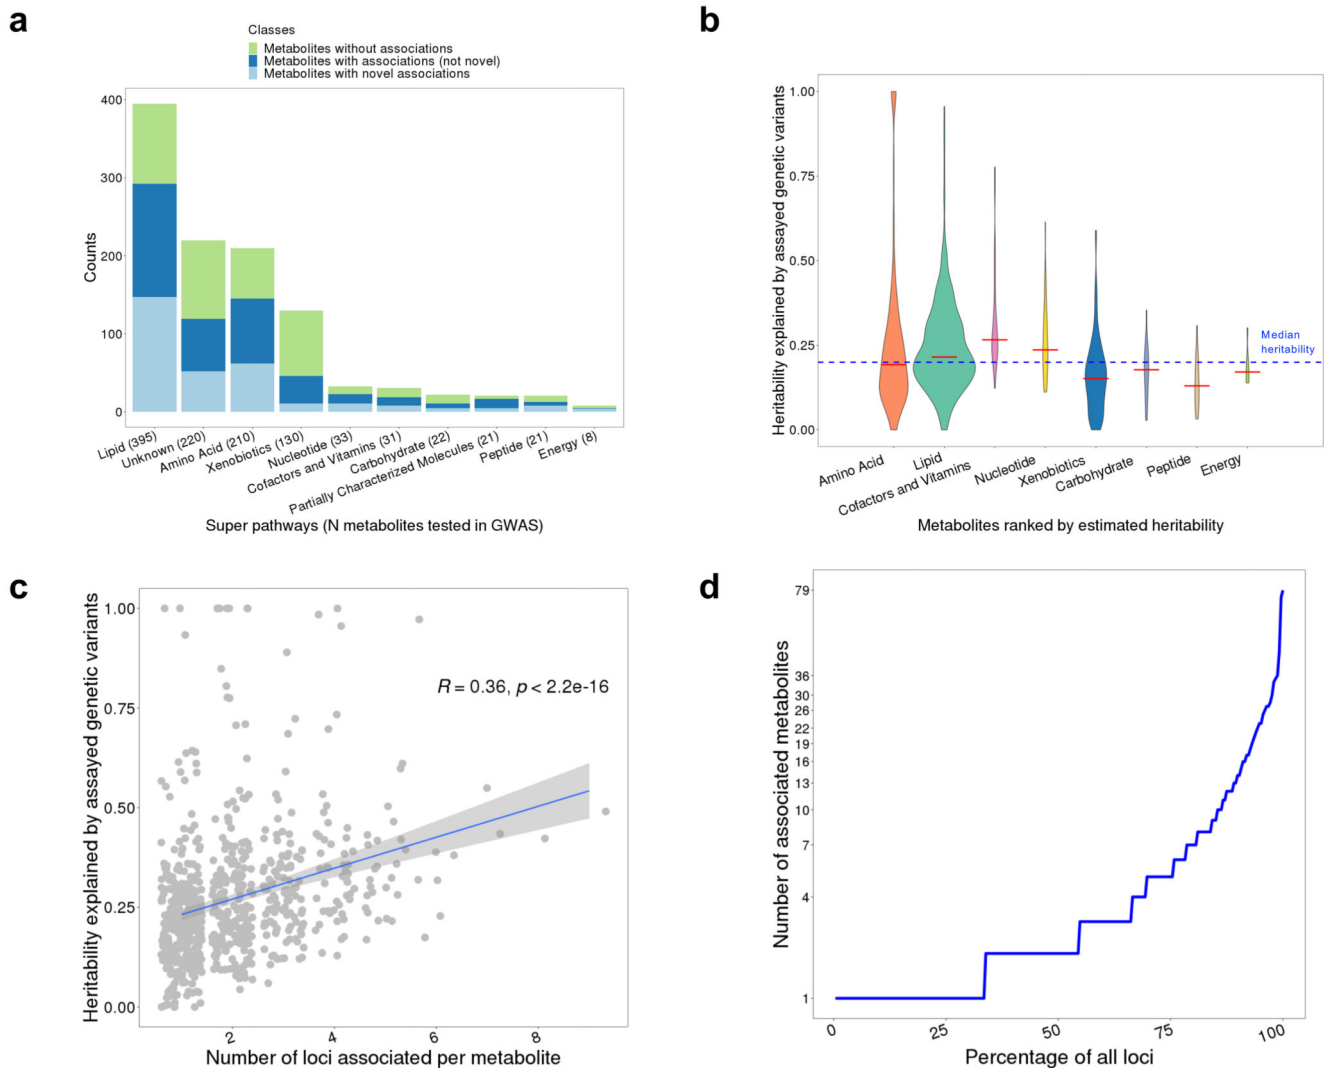 a
Classes
Metabolites without associations
Metabolites with associations (not novel)
Metabolites with novel associations
Counts
400
300
200
100
0
Lipid (395)
Unknown (220)
Amino Acid (210)
Xenobiotics (130)
Nucleotide (33)
Cofactors and Vitamins (31)
Carbohydrate (22)
Partially Characterized Molecules (21)
Peptide (21)
Energy (8)
Super pathways (N metabolites tested in GWAS)
b
Heritability explained by assayed genetic variants
1.00
0.75
0.50
0.25
0.00
Median
heritability
Amino Acid
Lipid
Cofactors and Vitamins
Nucleotide
Xenobiotics
Carbohydrate
Peptide
Energy
Metabolites ranked by estimated heritability
c
Heritability explained by assayed genetic variants
1.00
0.75
0.50
0.25
0.00
R = 0.36, p < 2.2e-16
2
4
6
8
Number of loci associated per metabolite
d
Number of associated metabolites
79
36
30
26
22
19
16
13
10
7
4
1
0
25
50
75
100
Percentage of all loci